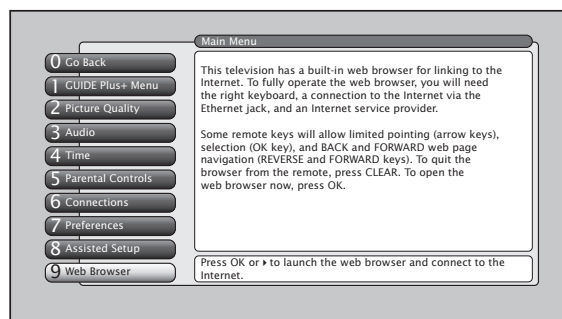 Main Menu
0 Go Back
1 GUIDE Plus+ Menu
2 Picture Quality
3 Audio
4 Time
5 Parental Controls
6 Connections
7 Preferences
8 Assisted Setup
9 Web Browser
This television has a built-in web browser for linking to the
Internet. To fully operate the web browser, you will need
the right keyboard, a connection to the Internet via the
Ethernet jack, and an Internet service provider.
Some remote keys will allow limited pointing (arrow keys),
selection (OK key), and BACK and FORWARD web page
navigation (REVERSE and FORWARD keys). To quit the
browser from the remote, press CLEAR. To open the
web browser now, press OK.
Press OK or ▸ to launch the web browser and connect to the
Internet.